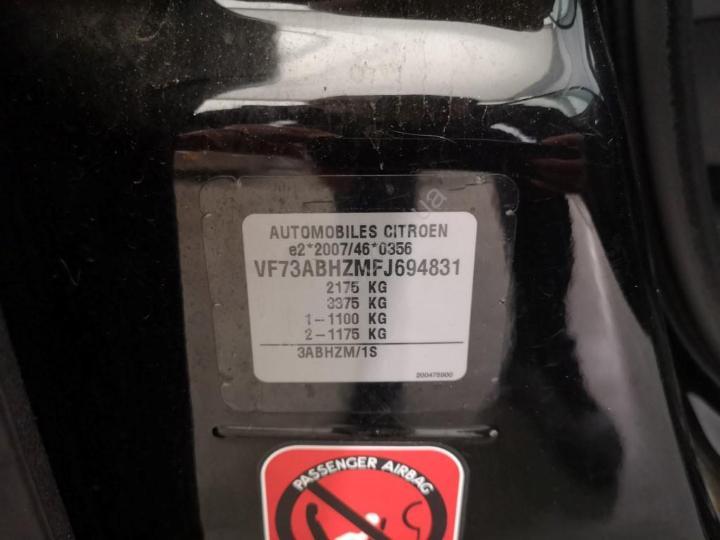 AUTOMOBILES CITROEN
e2*2007/46*0356
VF73ABHZMFJ694831
2175 KG
3375 KG
1-1100 KG
2-1175 KG
3ABHZM/1S
200475900
PASSENGER AIRBAG